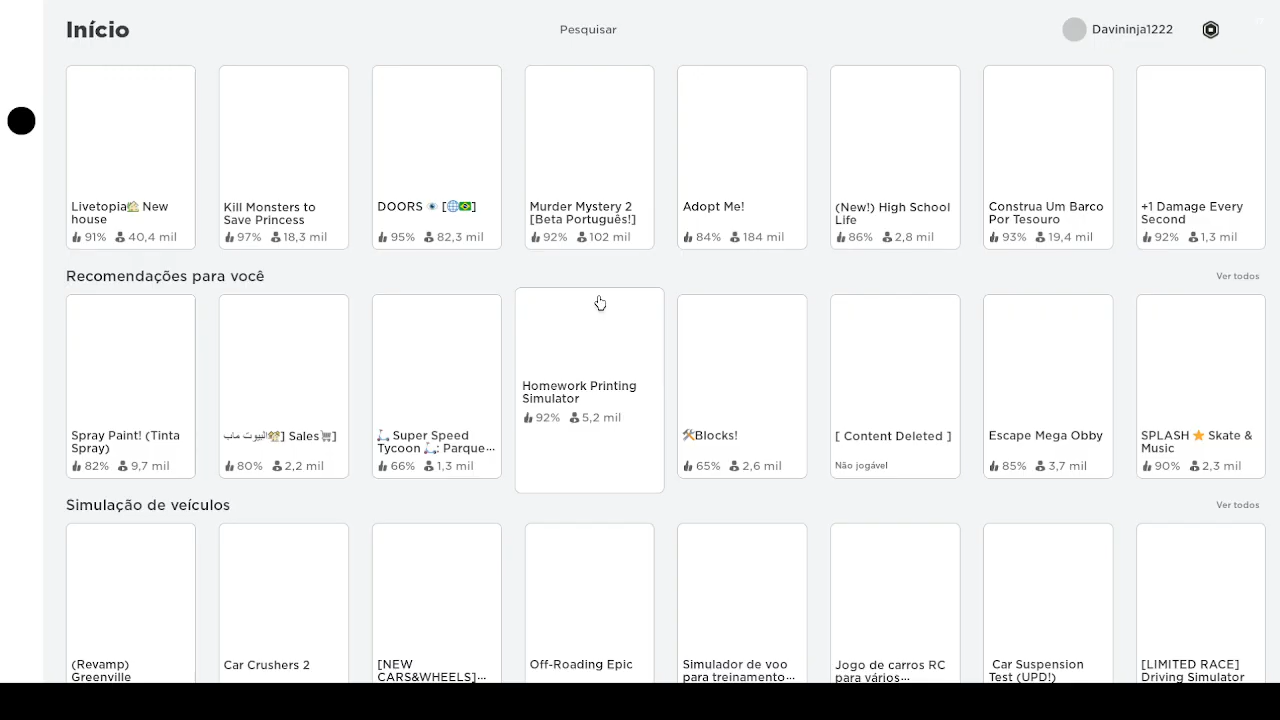 Início
Pesquisar
Davininja1222
Livetopia🏡 New
house
91% 40,4 mil
Kill Monsters to
Save Princess
97% 18,3 mil
DOORS 👁️ [🌐🇧🇷]
95% 82,3 mil
Murder Mystery 2
[Beta Português!]
92% 102 mil
Adopt Me!
84% 184 mil
(New!) High School
Life
86% 2,8 mil
Construa Um Barco
Por Tesouro
93% 19,4 mil
+1 Damage Every
Second
92% 1,3 mil
Recomendações para você
Ver todos
Spray Paint! (Tinta
Spray)
82% 9,7 mil
البيوت ماب🏡] Sales🛒]
80% 2,2 mil
🛴 Super Speed
Tycoon 🛴: Parque...
66% 1,3 mil
Homework Printing
Simulator
92% 5,2 mil
🛠️Blocks!
65% 2,6 mil
[ Content Deleted ]
Não jogável
Escape Mega Obby
85% 3,7 mil
SPLASH ⭐ Skate &
Music
90% 2,3 mil
Simulação de veículos
Ver todos
(Revamp)
Greenville
Car Crushers 2
[NEW
CARS&WHEELS]...
Off-Roading Epic
Simulador de voo
para treinamento...
Jogo de carros RC
para vários...
Car Suspension
Test (UPD!)
[LIMITED RACE]
Driving Simulator